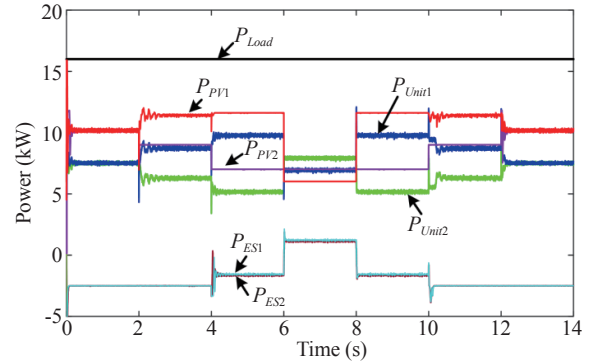 20
15
10
5
0
-5
Power (kW)
P_Load
P_PV1
P_Unit1
P_PV2
P_Unit2
P_ES1
P_ES2
0 2 4 6 8 10 12 14
Time (s)